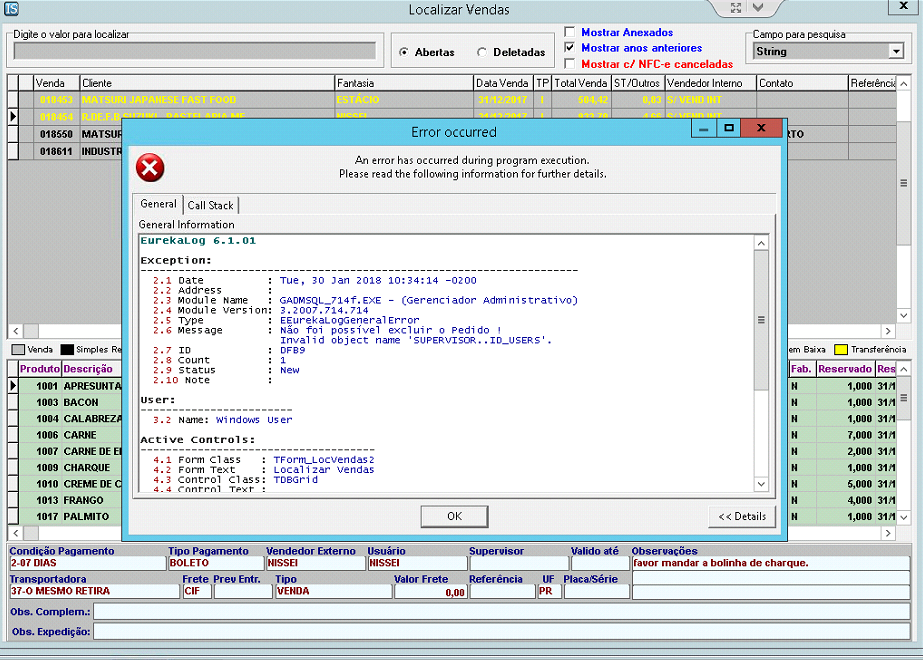 Localizar Vendas
Digite o valor para localizar
Abertas
Deletadas
Mostrar Anexados
Mostrar anos anteriores
Mostrar c/ NFC-e canceladas
Campo para pesquisa
String
Venda Cliente Fantasia Data Venda TP Total Venda ST/Outros Vendedor Interno Contato Referência
018453 MATSURI JAPANESE FAST FOOD ESTÁCIO 31/12/2017 I 504,42 0,83 S/ VEND INT
018454 R.DE.F.B.SUZUKI - PASTELARIA ME NISSEI 31/12/2017 I
018550 MATSUR
018611 INDUSTR
Error occurred
An error has occurred during program execution.
Please read the following information for further details.
General Call Stack
General Information
EurekaLog 6.1.01
Exception:
2.1 Date : Tue, 30 Jan 2018 10:34:14 -0200
2.2 Address :
2.3 Module Name : GADMSQL_714f.EXE - (Gerenciador Administrativo)
2.4 Module Version: 3.2007.714.714
2.5 Type : EEurekaLogGeneralError
2.6 Message : Não foi possível excluir o Pedido !
Invalid object name 'SUPERVISOR..ID_USERS'.
2.7 ID : DFB9
2.8 Count : 1
2.9 Status : New
2.10 Note :
User:
3.2 Name: Windows User
Active Controls:
4.1 Form Class : TForm_LocVendas2
4.2 Form Text : Localizar Vendas
4.3 Control Class: TDBGrid
4.4 Control Text :
OK
<< Details
Venda Simples Re
em Baixa Transferência
Produto Descrição Fab. Reservado Res
1001 APRESUNTA N 1,000 31/1
1003 BACON N 1,000 31/1
1004 CALABREZA N 1,000 31/1
1006 CARNE N 7,000 31/1
1007 CARNE DE N 2,000 31/1
1009 CHARQUE N 1,000 31/1
1010 CREME DE C N 5,000 31/1
1013 FRANGO N 4,000 31/1
1017 PALMITO N 1,000 31/1
Condição Pagamento Tipo Pagamento Vendedor Externo Usuário Supervisor Valido até Observações
2-07 DIAS BOLETO NISSEI NISSEI favor mandar a bolinha de charque.
Transportadora Frete Prev Entr. Tipo Valor Frete Referência UF Placa/Série
37-O MESMO RETIRA CIF VENDA 0,00 PR
Obs. Complem.:
Obs. Expedição: